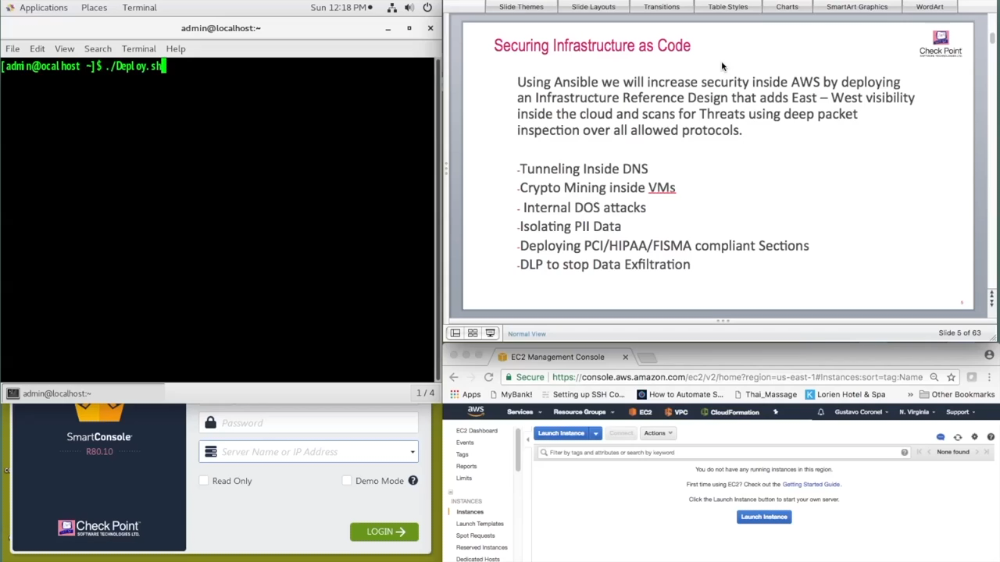 Applications Places Terminal Sun 12:18 PM
admin@localhost:~
File Edit View Search Terminal Help
[admin@ocalhost ~]$ ./Deploy.sh
admin@localhost:~ 1 / 4
SmartConsole
R80.10
Check Point
SOFTWARE TECHNOLOGIES LTD.
Password
Server Name or IP Address
Read Only Demo Mode
LOGIN
Slide Themes Slide Layouts Transitions Table Styles Charts SmartArt Graphics WordArt
Securing Infrastructure as Code
Check Point
SOFTWARE TECHNOLOGIES LTD.
Using Ansible we will increase security inside AWS by deploying
an Infrastructure Reference Design that adds East – West visibility
inside the cloud and scans for Threats using deep packet
inspection over all allowed protocols.
-Tunneling Inside DNS
-Crypto Mining inside VMs
- Internal DOS attacks
-Isolating PII Data
-Deploying PCI/HIPAA/FISMA compliant Sections
-DLP to stop Data Exfiltration
5
Normal View Slide 5 of 63
EC2 Management Console
Secure https://console.aws.amazon.com/ec2/v2/home?region=us-east-1#Instances:sort=tag:Name
Apps MyBank! Setting up SSH Co... How to Automate S... Thai_Massage Lorien Hotel & Spa » Other Bookmarks
aws Services Resource Groups EC2 VPC CloudFormation Gustavo Coronel N. Virginia Support
EC2 Dashboard
Events
Tags
Reports
Limits
INSTANCES
Instances
Launch Templates
Spot Requests
Reserved Instances
Dedicated Hosts
Launch Instance Connect Actions
Filter by tags and attributes or search by keyword None found
You do not have any running instances in this region.
First time using EC2? Check out the Getting Started Guide.
Click the Launch Instance button to start your own server.
Launch Instance